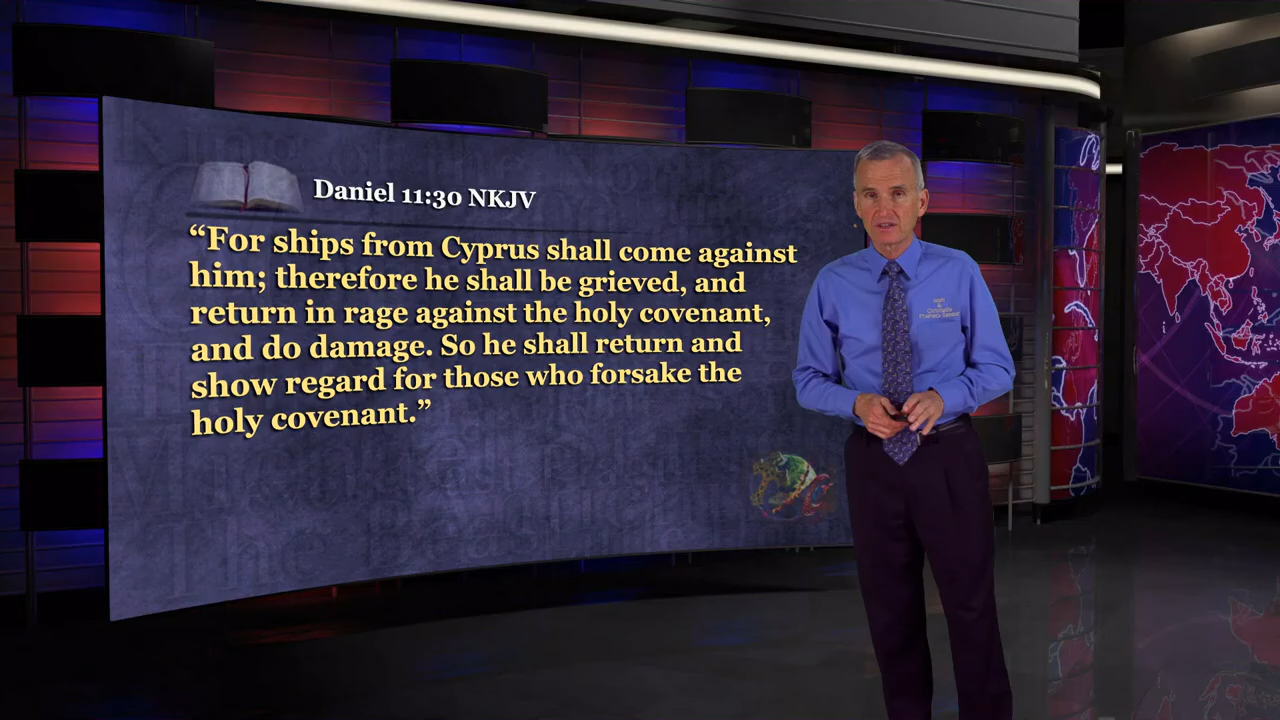 Daniel 11:30 NKJV
“For ships from Cyprus shall come against
him; therefore he shall be grieved, and
return in rage against the holy covenant,
and do damage. So he shall return and
show regard for those who forsake the
holy covenant.”